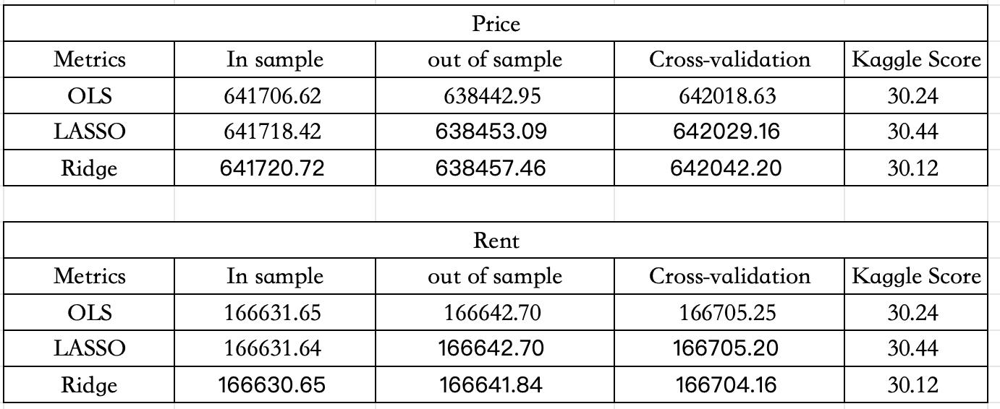 Price
Metrics In sample out of sample Cross-validation Kaggle Score
OLS 641706.62 638442.95 642018.63 30.24
LASSO 641718.42 638453.09 642029.16 30.44
Ridge 641720.72 638457.46 642042.20 30.12
Rent
Metrics In sample out of sample Cross-validation Kaggle Score
OLS 166631.65 166642.70 166705.25 30.24
LASSO 166631.64 166642.70 166705.20 30.44
Ridge 166630.65 166641.84 166704.16 30.12